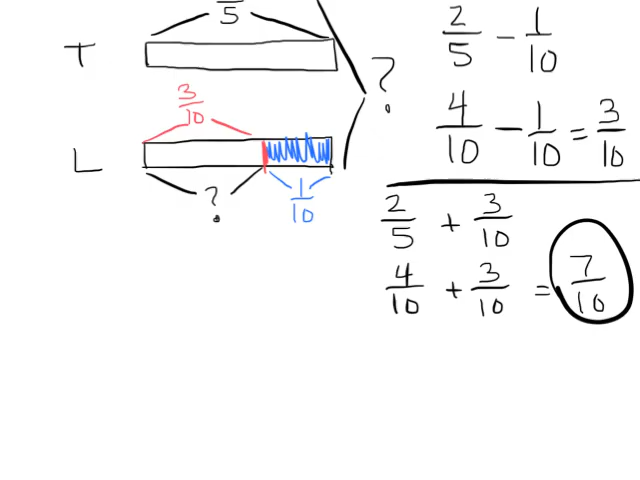 5
T
3/10
L
?
1/10
?
2/5 - 1/10
4/10 - 1/10 = 3/10
2/5 + 3/10
4/10 + 3/10 = 7/10